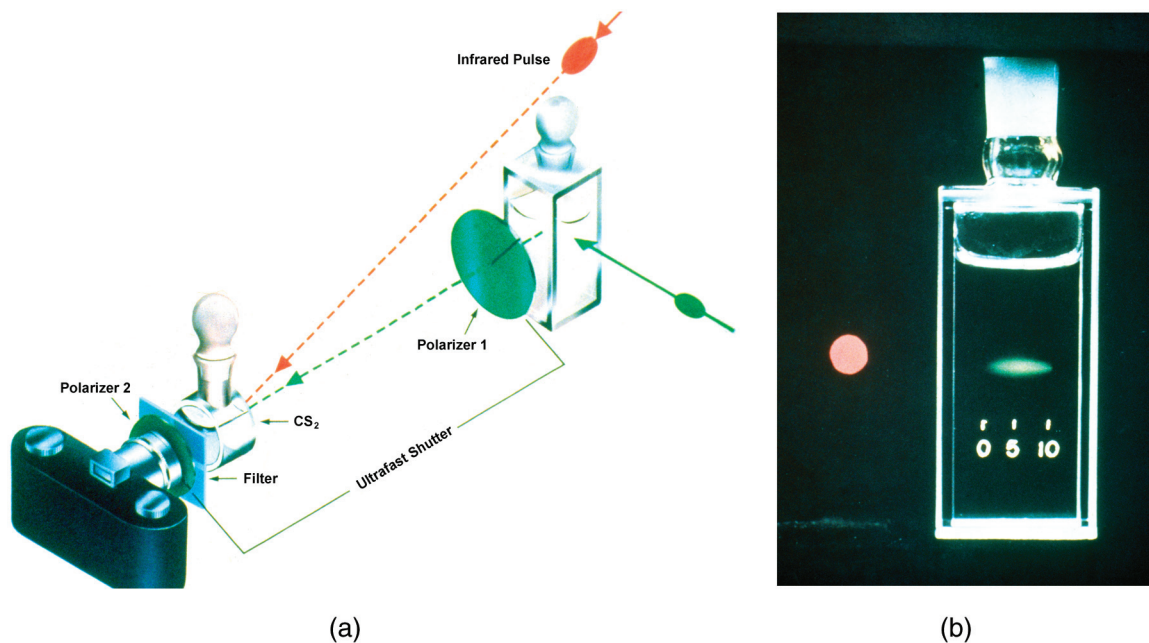 Infrared Pulse
Polarizer 1
Polarizer 2
CS₂
Filter
Ultrafast Shutter
0 5 10
(a)
(b)